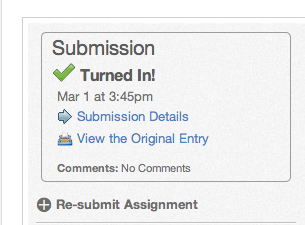 Submission
Turned In!
Mar 1 at 3:45pm
Submission Details
View the Original Entry
Comments: No Comments
Re-submit Assignment